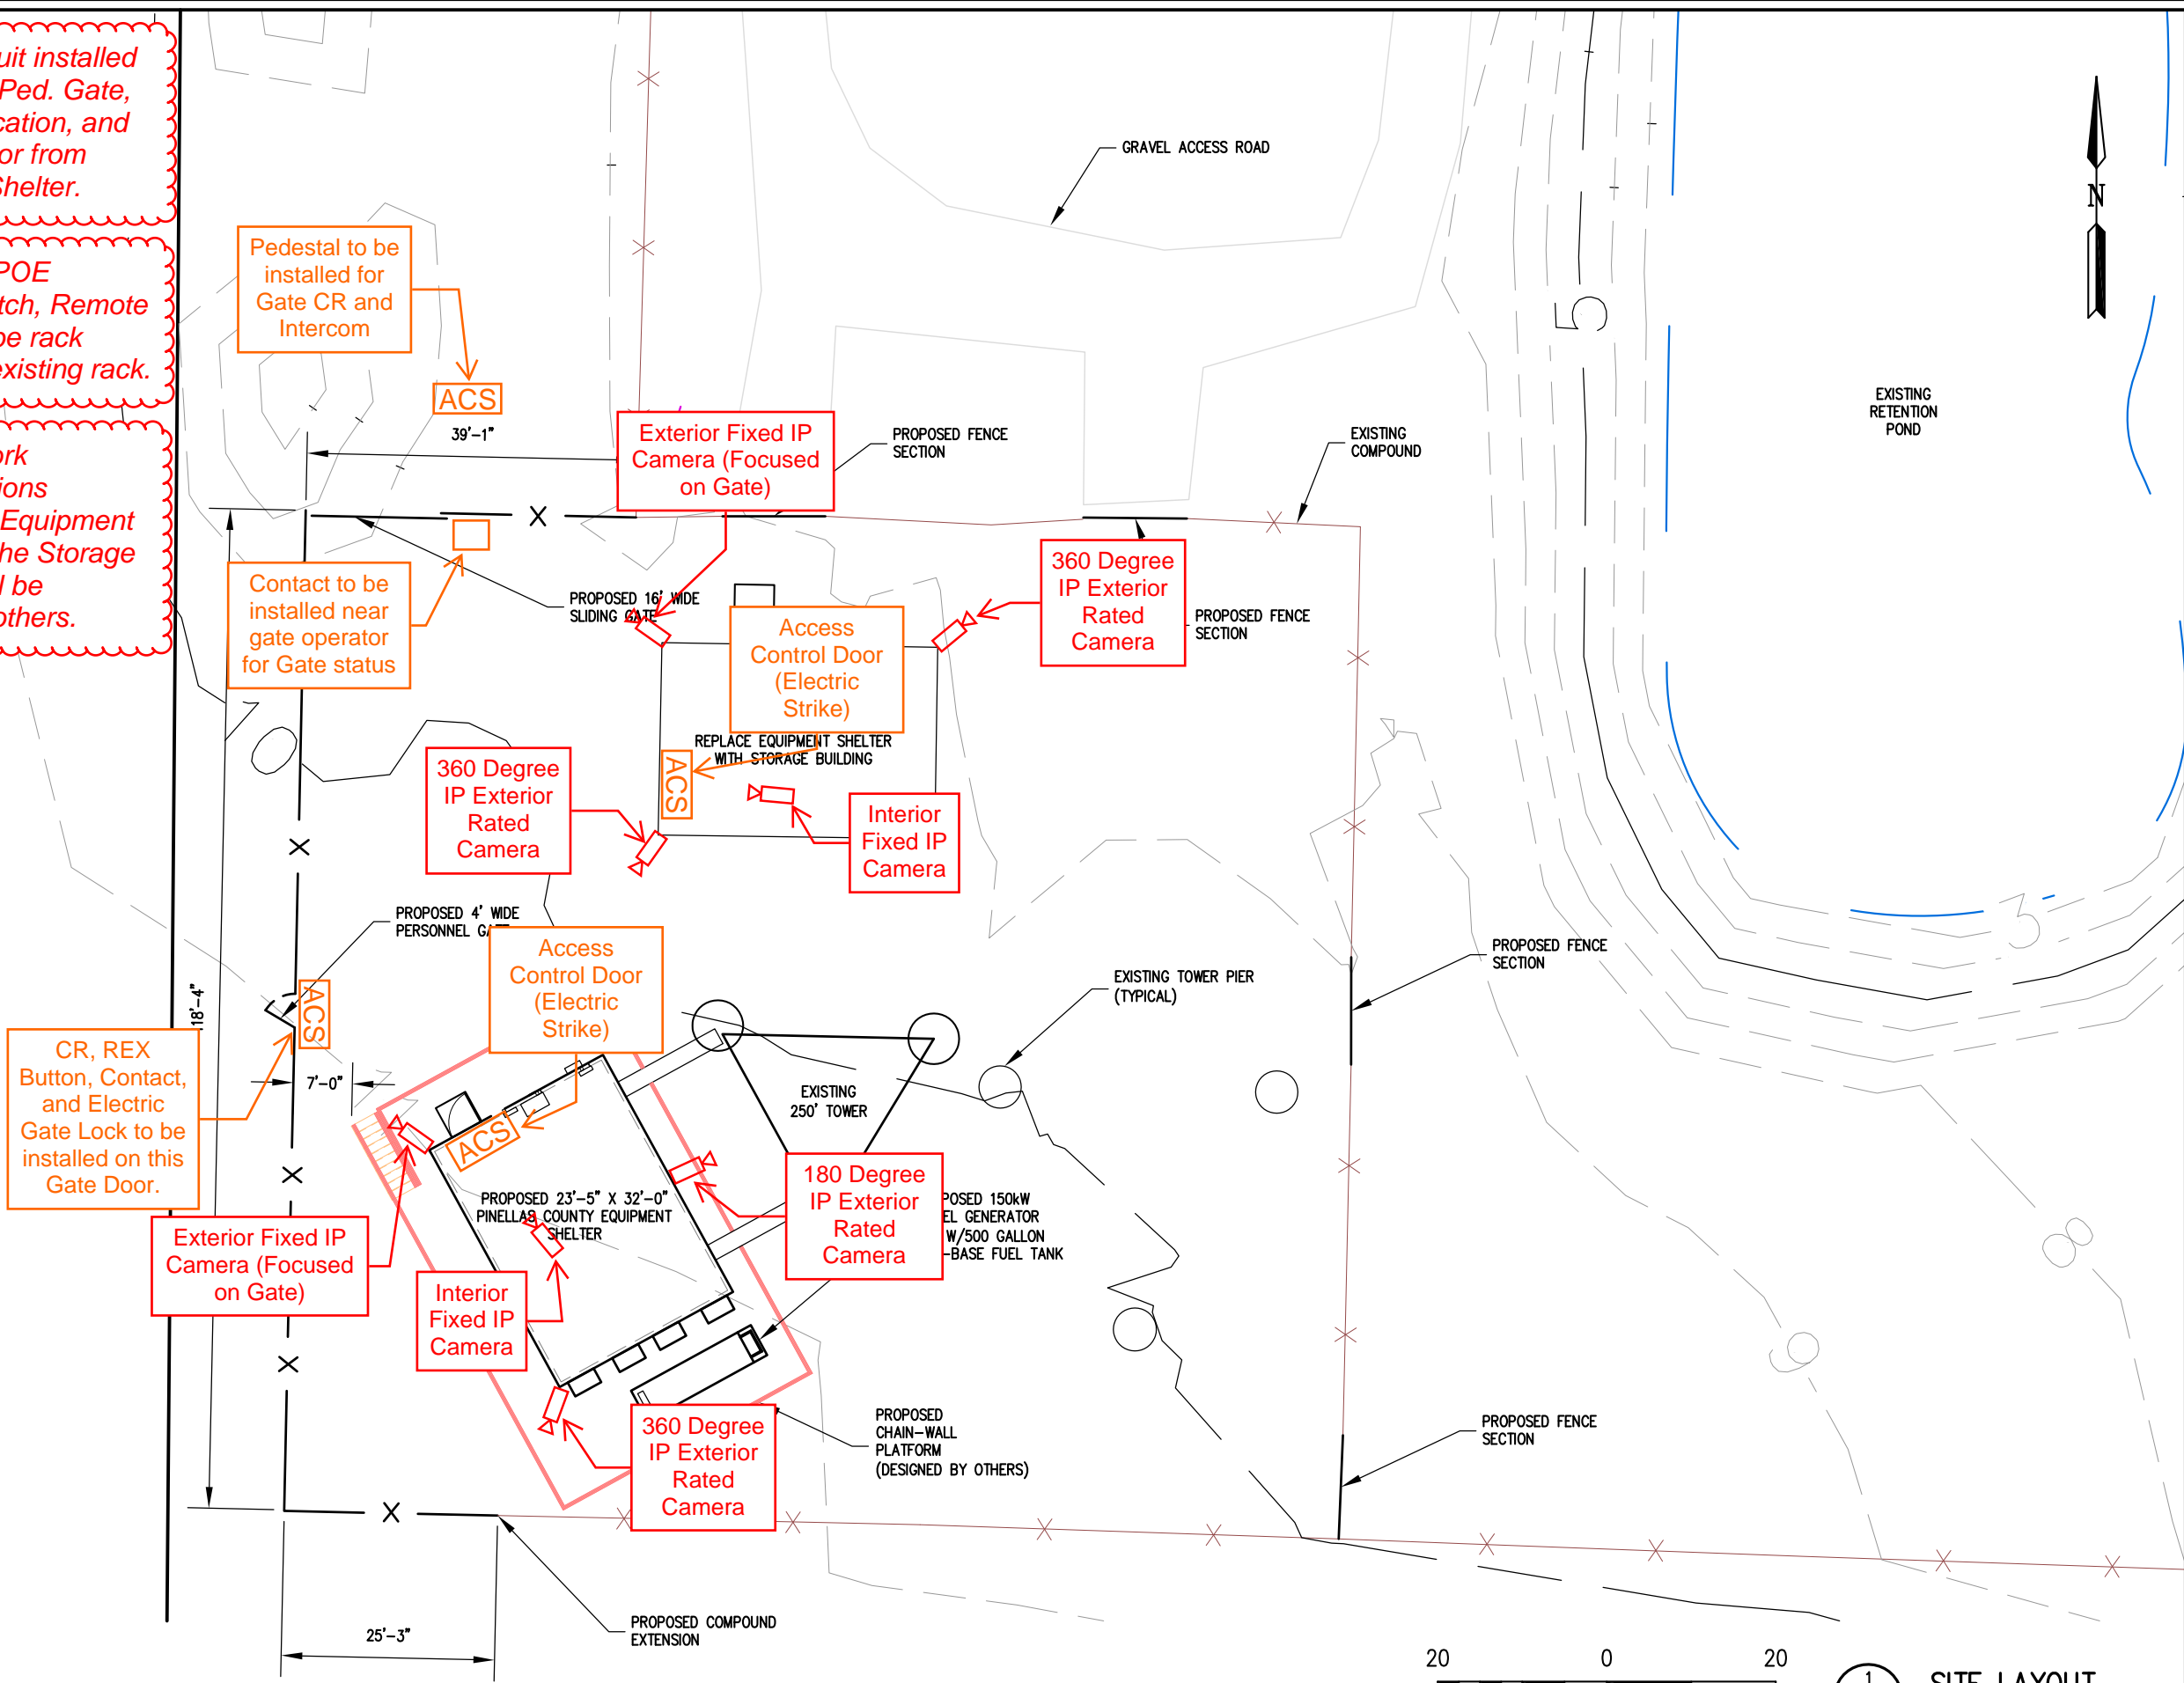 uit installed
Ped. Gate,
cation, and
or from
Shelter.
POE
tch, Remote
be rack
existing rack.
ork
ions
Equipment
he Storage
l be
others.
Pedestal to be
installed for
Gate CR and
Intercom
ACS
39'-1"
GRAVEL ACCESS ROAD
N
5
EXISTING
RETENTION
POND
Exterior Fixed IP
Camera (Focused
on Gate)
PROPOSED FENCE
SECTION
EXISTING
COMPOUND
X
Contact to be
installed near
gate operator
for Gate status
PROPOSED 16' WIDE
SLIDING GATE
360 Degree
IP Exterior
Rated
Camera
PROPOSED FENCE
SECTION
Access
Control Door
(Electric
Strike)
REPLACE EQUIPMENT SHELTER
WITH STORAGE BUILDING
ACS
360 Degree
IP Exterior
Rated
Camera
Interior
Fixed IP
Camera
X
PROPOSED 4' WIDE
PERSONNEL GATE
Access
Control Door
(Electric
Strike)
3
PROPOSED FENCE
SECTION
EXISTING TOWER PIER
(TYPICAL)
18'-4"
ACS
CR, REX
Button, Contact,
and Electric
Gate Lock to be
installed on this
Gate Door.
7'-0"
EXISTING
250' TOWER
ACS
X
PROPOSED 23'-5" X 32'-0"
PINELLAS COUNTY EQUIPMENT
SHELTER
180 Degree
IP Exterior
Rated
Camera
POSED 150kW
EL GENERATOR
W/500 GALLON
-BASE FUEL TANK
Exterior Fixed IP
Camera (Focused
on Gate)
Interior
Fixed IP
Camera
8
9
X
360 Degree
IP Exterior
Rated
Camera
PROPOSED
CHAIN-WALL
PLATFORM
(DESIGNED BY OTHERS)
PROPOSED FENCE
SECTION
X
PROPOSED COMPOUND
EXTENSION
25'-3"
20 0 20
1
SITE LAYOUT